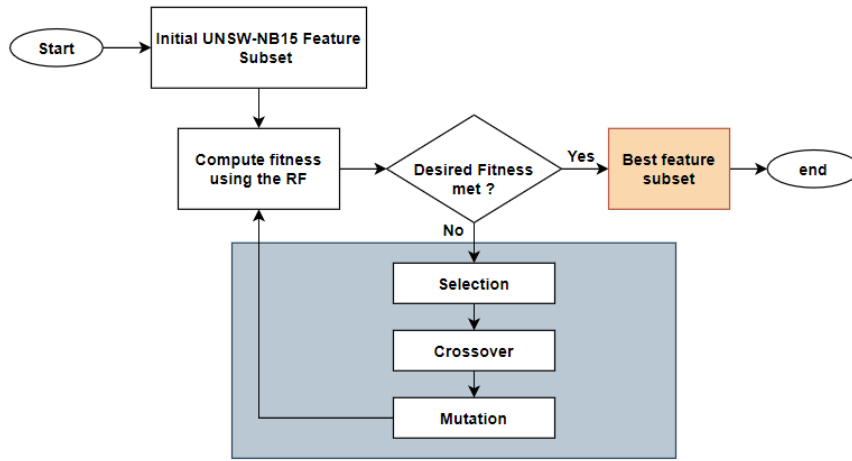 Start
Initial UNSW-NB15 Feature
Subset
Compute fitness
using the RF
Desired Fitness
met ?
Yes
Best feature
subset
end
No
Selection
Crossover
Mutation